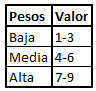 Pesos Valor
Baja 1-3
Media 4-6
Alta 7-9